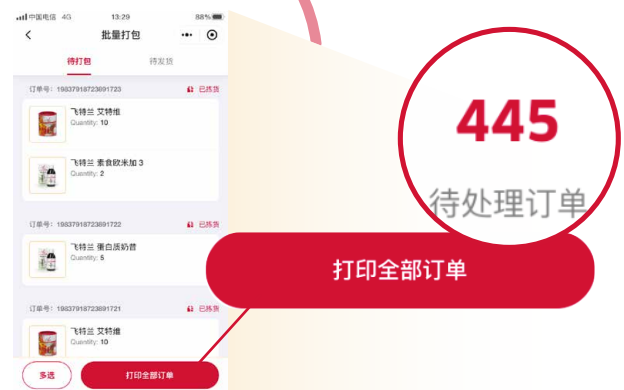 中国电信 4G 13:29 88%
批量打包
待打包 待发货
订单号：19837918723891723 已拣货
飞特兰 艾特维
Quantity: 10
飞特兰 素食欧米加 3
Quantity: 2
订单号：19837918723891722 已拣货
飞特兰 蛋白质奶昔
Quantity: 5
订单号：19837918723891721 已拣货
飞特兰 艾特维
Quantity: 10
多选 打印全部订单
445
待处理订单
打印全部订单